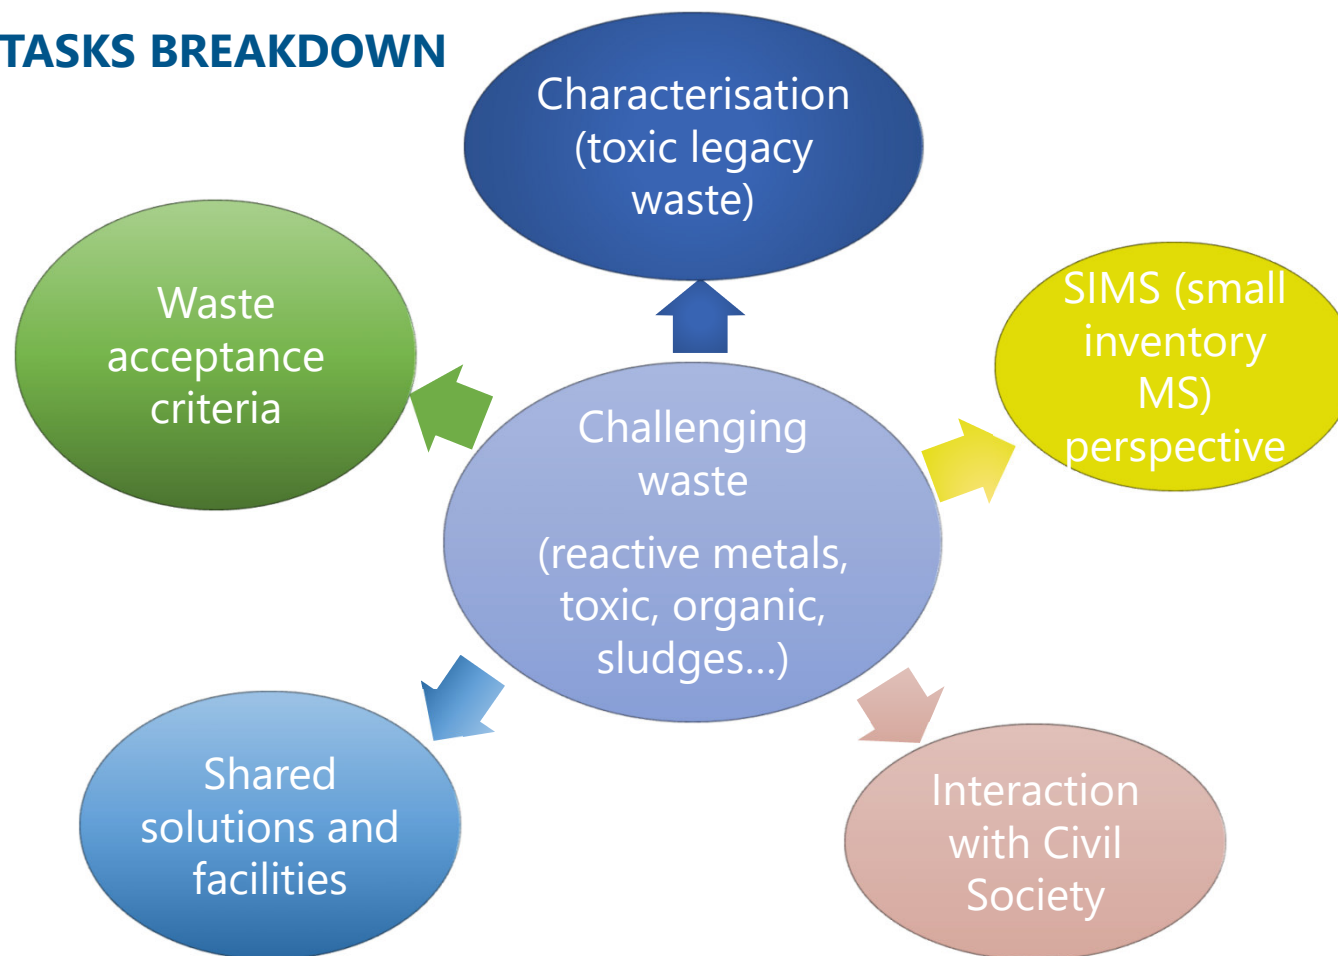 TASKS BREAKDOWN
Characterisation
(toxic legacy
waste)
Waste
acceptance
criteria
SIMS (small
inventory
MS)
perspective
Challenging
waste
(reactive metals,
toxic, organic,
sludges...)
Shared
solutions and
facilities
Interaction
with Civil
Society